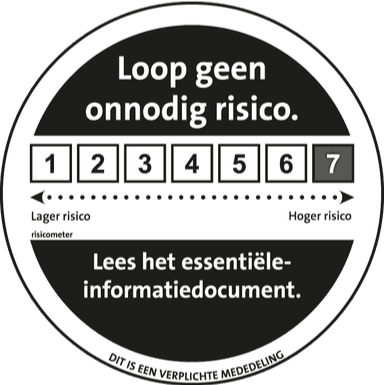 Loop geen
onnodig risico.
1 2 3 4 5 6 7
Lager risico Hoger risico
risicometer
Lees het essentiële-
informatiedocument.
DIT IS EEN VERPLICHTE MEDEDELING